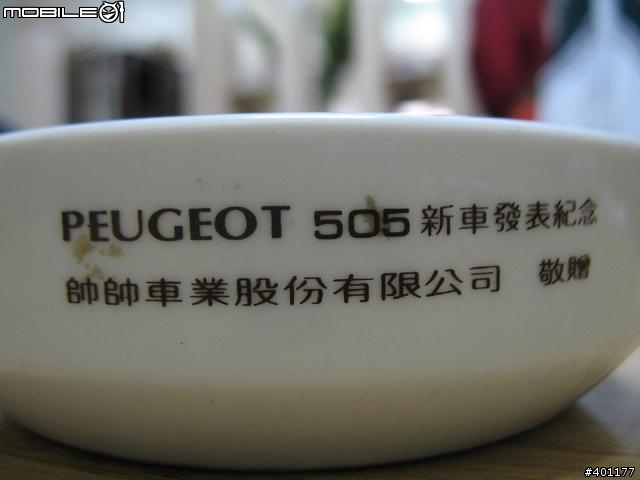 MOBILE01
PEUGEOT 505 新車發表紀念
帥帥車業股份有限公司 敬贈
#401177